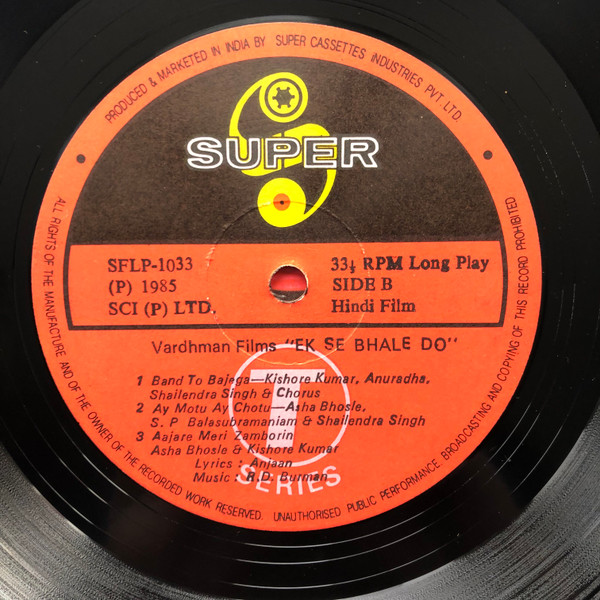 PRODUCED & MARKETED IN INDIA BY SUPER CASSETTES INDUSTRIES PVT. LTD.
SUPER
SFLP-1033
(P) 1985
SCI (P) LTD.
33⅓ RPM Long Play
SIDE B
Hindi Film
Vardhman Films "EK SE BHALE DO"
1 Band To Bajega—Kishore Kumar, Anuradha,
Shailendra Singh & Chorus
2 Ay Motu Ay Chotu—Asha Bhosle,
S. P Balasubramaniam & Shailendra Singh
3 Aajare Meri Zamborin
Asha Bhosle & Kishore Kumar
Lyrics : Anjaan
Music : R.D. Burman
T
SERIES
ALL RIGHTS OF THE MANUFACTURE AND OF THE OWNER OF THE RECORDED WORK RESERVED. UNAUTHORISED PUBLIC PERFORMANCE BROADCASTING AND COPYING OF THIS RECORD PROHIBITED